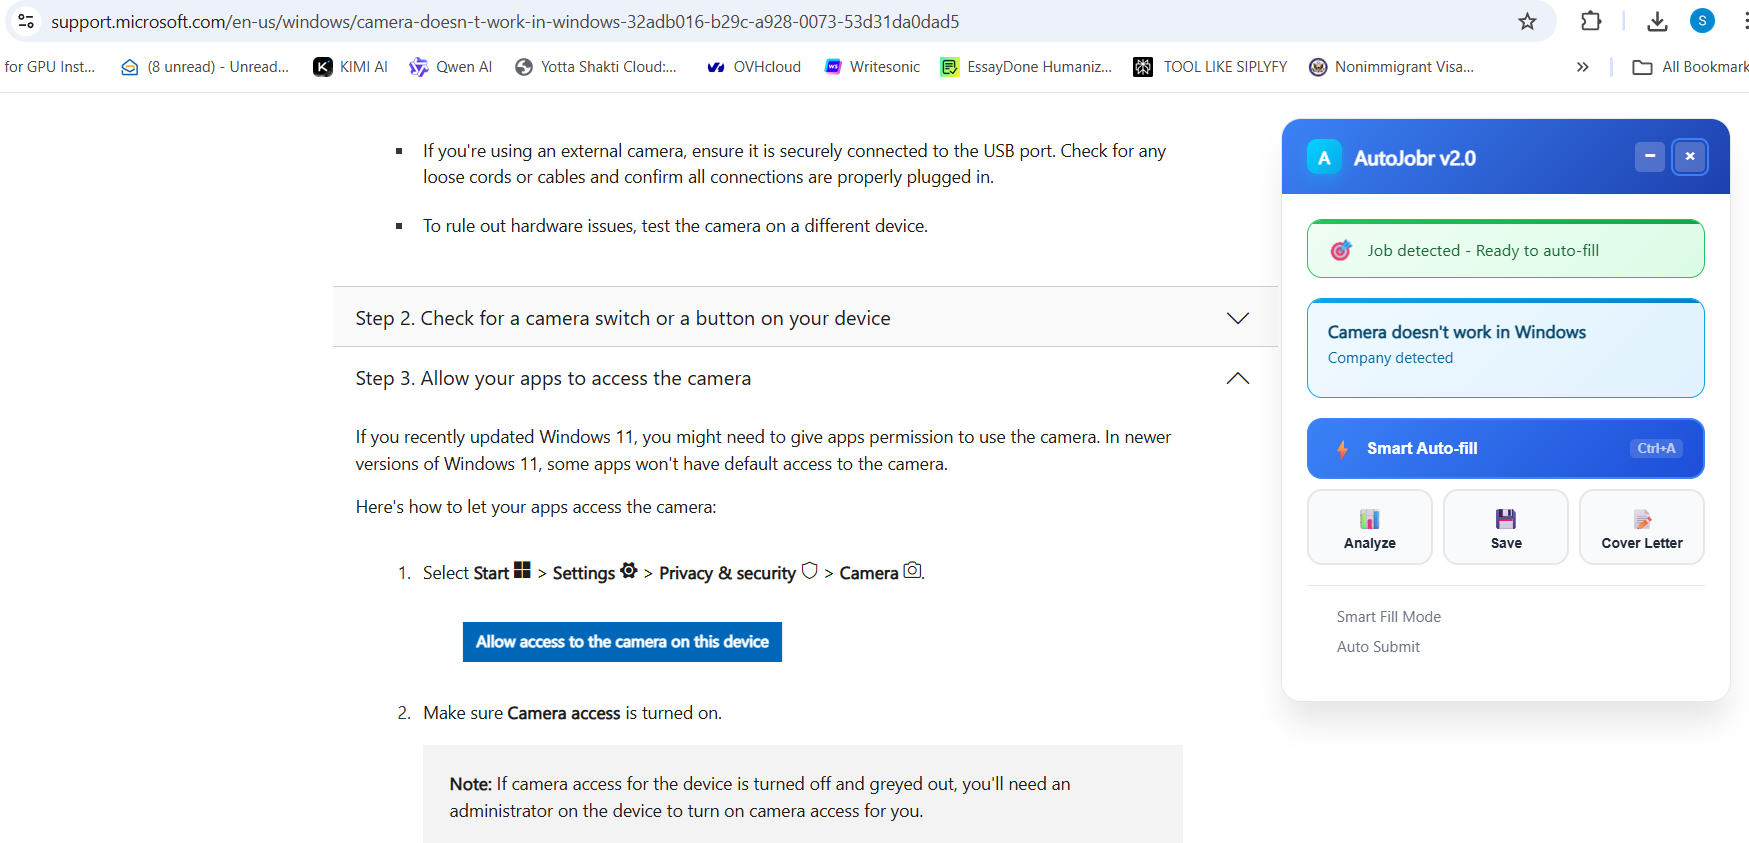 support.microsoft.com/en-us/windows/camera-doesn-t-work-in-windows-32adb016-b29c-a928-0073-53d31da0dad5
S
for GPU Inst...
(8 unread) - Unread...
KIMI AI
Qwen AI
Yotta Shakti Cloud:...
OVHcloud
Writesonic
EssayDone Humaniz...
TOOL LIKE SIPLYFY
Nonimmigrant Visa...
All Bookmark
If you're using an external camera, ensure it is securely connected to the USB port. Check for any
loose cords or cables and confirm all connections are properly plugged in.
To rule out hardware issues, test the camera on a different device.
Step 2. Check for a camera switch or a button on your device
Step 3. Allow your apps to access the camera
If you recently updated Windows 11, you might need to give apps permission to use the camera. In newer
versions of Windows 11, some apps won't have default access to the camera.
Here's how to let your apps access the camera:
1. Select Start > Settings > Privacy & security > Camera .
Allow access to the camera on this device
2. Make sure Camera access is turned on.
Note: If camera access for the device is turned off and greyed out, you'll need an
administrator on the device to turn on camera access for you.
A AutoJobr v2.0
Job detected - Ready to auto-fill
Camera doesn't work in Windows
Company detected
Smart Auto-fill Ctrl+A
Analyze
Save
Cover Letter
Smart Fill Mode
Auto Submit